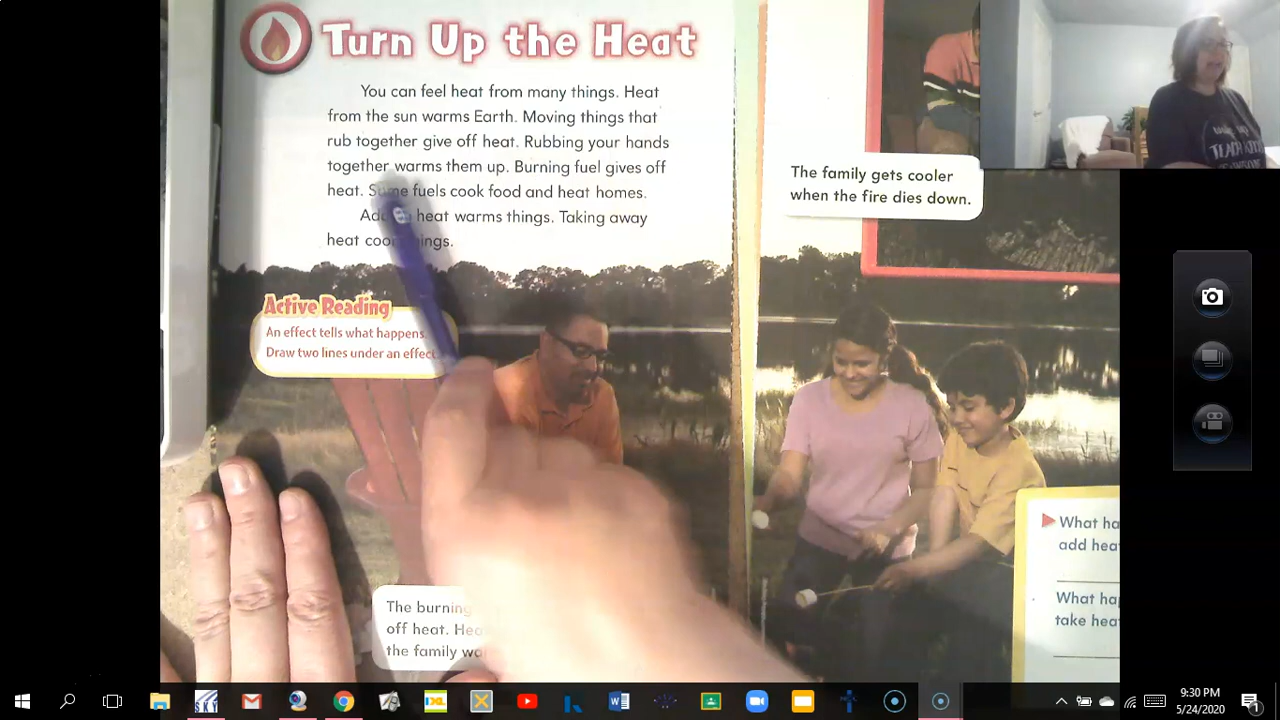 Turn Up the Heat
You can feel heat from many things. Heat
from the sun warms Earth. Moving things that
rub together give off heat. Rubbing your hands
together warms them up. Burning fuel gives off
heat. Some fuels cook food and heat homes.
heat warms things. Taking away
heat
Active Reading
An effect tells what happens.
Draw two lines under an effect.
The burning
off heat.
the family
The family gets cooler
when the fire dies down.
What
add
What
take
9:30 PM
5/24/2020